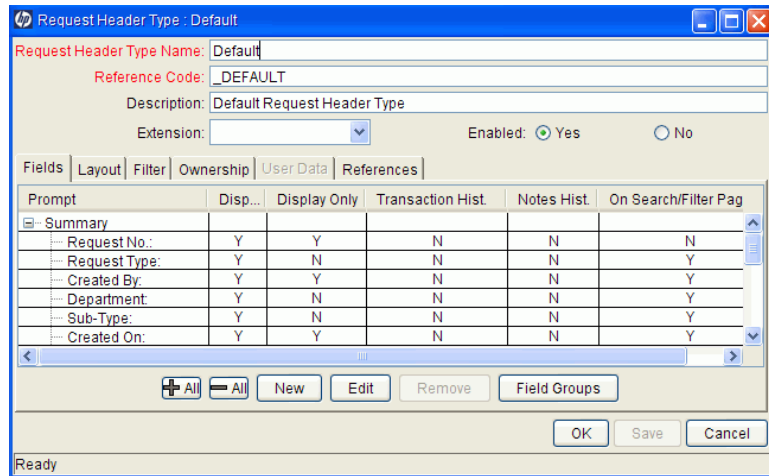 hp Request Header Type : Default
Request Header Type Name: Default
Reference Code: _DEFAULT
Description: Default Request Header Type
Extension: Enabled: Yes No
Fields Layout Filter Ownership User Data References
Prompt Disp... Display Only Transaction Hist. Notes Hist. On Search/Filter Pag
Summary
Request No.: Y Y N N N
Request Type: Y N N N Y
Created By: Y Y N N Y
Department: Y N N N Y
Sub-Type: Y N N N Y
Created On: Y Y N N Y
All All New Edit Remove Field Groups
OK Save Cancel
Ready